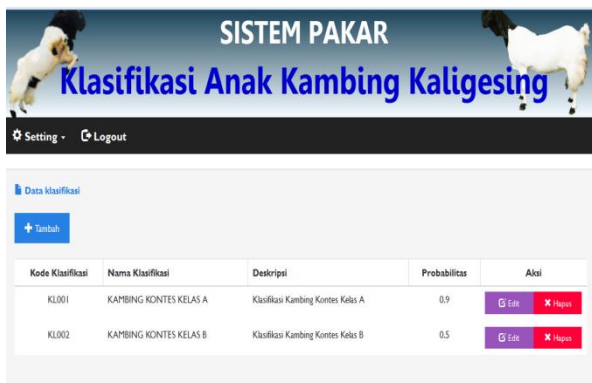 SISTEM PAKAR
Klasifikasi Anak Kambing Kaligesing
Setting Logout
Data klasifikasi
Tambah
Kode Klasifikasi Nama Klasifikasi Deskripsi Probabilitas Aksi
KL001 KAMBING KONTES KELAS A Klasifikasi Kambing Kontes Kelas A 0.9 Edit Hapus
KL002 KAMBING KONTES KELAS B Klasifikasi Kambing Kontes Kelas B 0.5 Edit Hapus